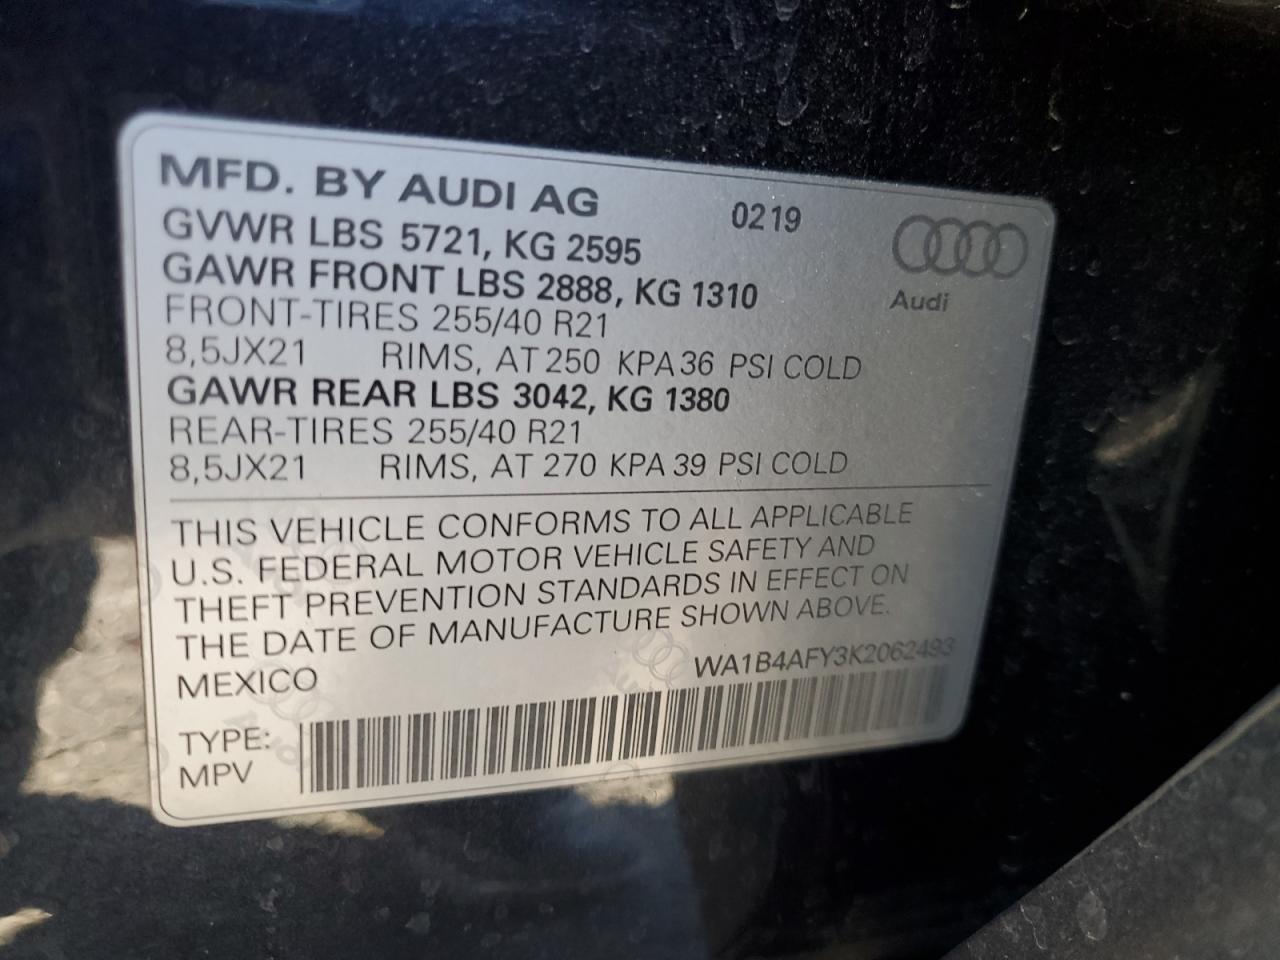 MFD. BY AUDI AG 0219
GVWR LBS 5721, KG 2595
GAWR FRONT LBS 2888, KG 1310
Audi
FRONT-TIRES 255/40 R21
8,5JX21 RIMS, AT 250 KPA 36 PSI COLD
GAWR REAR LBS 3042, KG 1380
REAR-TIRES 255/40 R21
8,5JX21 RIMS, AT 270 KPA 39 PSI COLD
THIS VEHICLE CONFORMS TO ALL APPLICABLE
U.S. FEDERAL MOTOR VEHICLE SAFETY AND
THEFT PREVENTION STANDARDS IN EFFECT ON
THE DATE OF MANUFACTURE SHOWN ABOVE.
MEXICO WA1B4AFY3K2062493
TYPE:
MPV